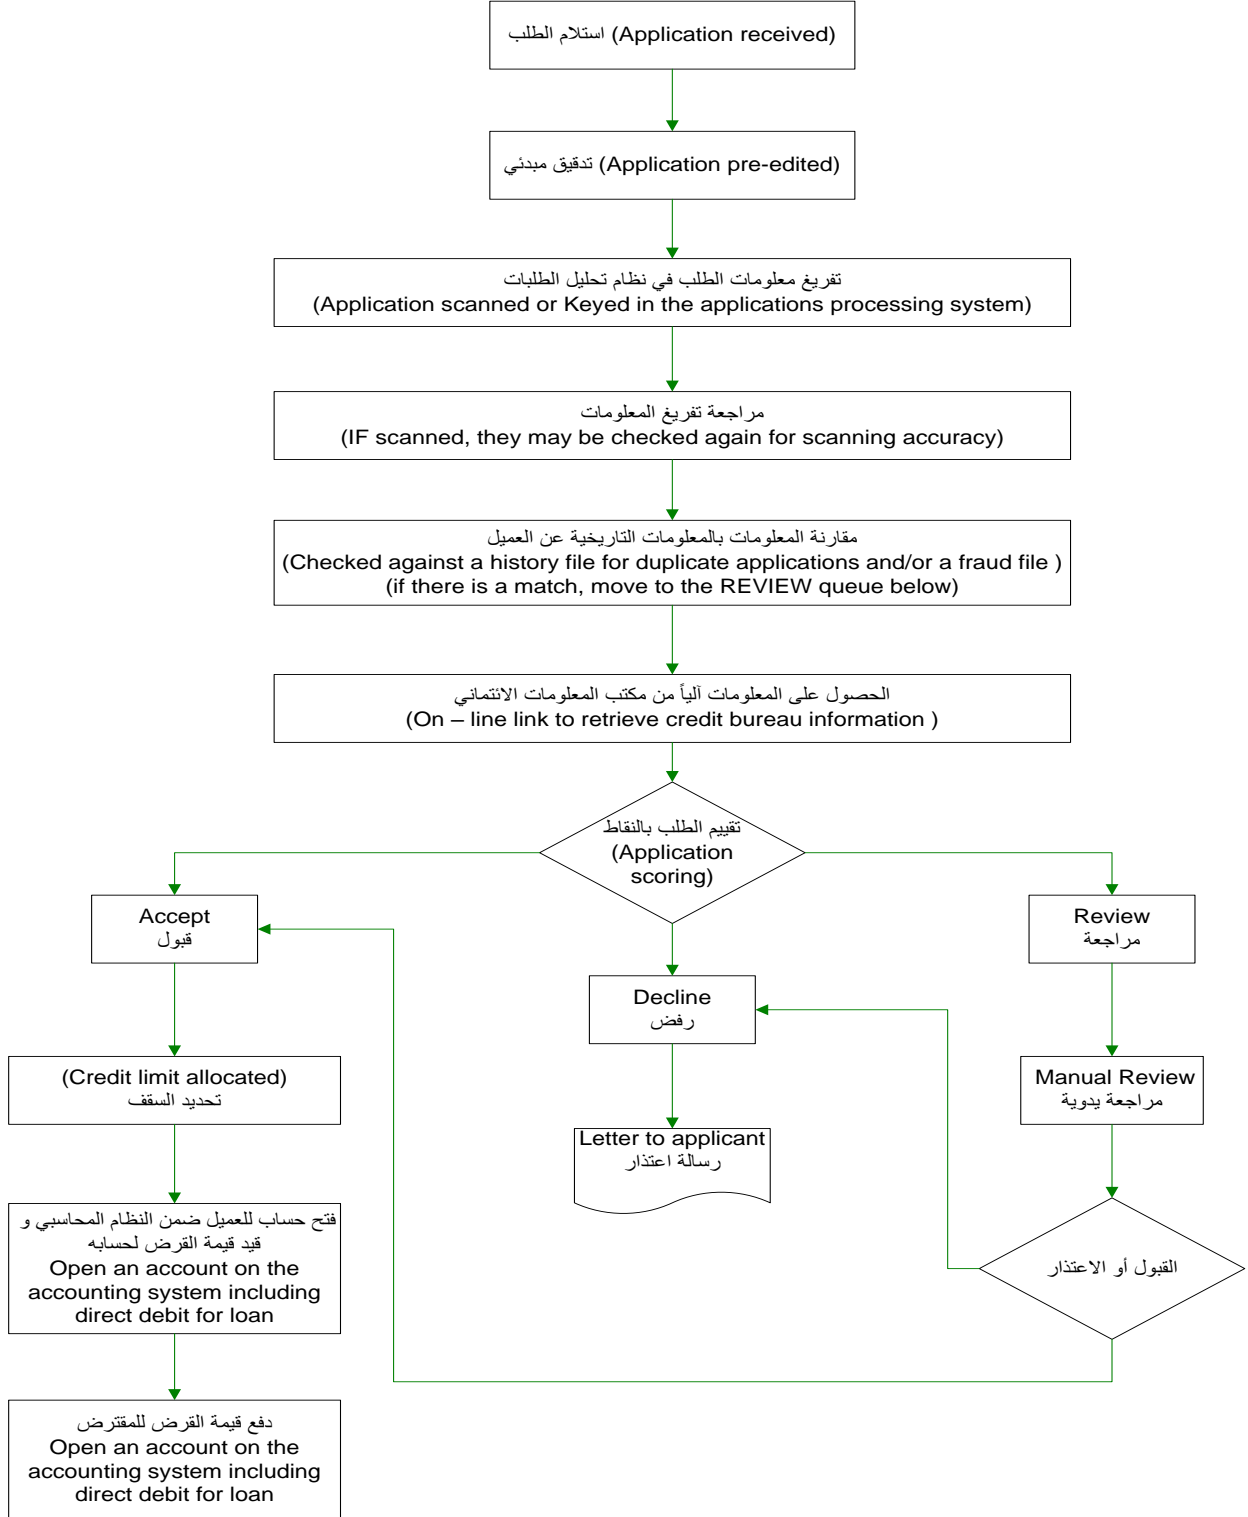 استلام الطلب (Application received)
تدقيق مبدئي (Application pre-edited)
تفريغ معلومات الطلب في نظام تحليل الطلبات
(Application scanned or Keyed in the applications processing system)
مراجعة تفريغ المعلومات
(IF scanned, they may be checked again for scanning accuracy)
مقارنة المعلومات بالمعلومات التاريخية عن العميل
(Checked against a history file for duplicate applications and/or a fraud file )
(if there is a match, move to the REVIEW queue below)
الحصول على المعلومات آلياً من مكتب المعلومات الائتماني
(On – line link to retrieve credit bureau information )
تقييم الطلب بالنقاط
(Application
scoring)
Accept
قبول
Review
مراجعة
Decline
رفض
(Credit limit allocated)
تحديد السقف
Manual Review
مراجعة يدوية
Letter to applicant
رسالة اعتذار
فتح حساب للعميل ضمن النظام المحاسبي و
قيد قيمة القرض لحسابه
Open an account on the
accounting system including
direct debit for loan
القبول أو الاعتذار
دفع قيمة القرض للمقترض
Open an account on the
accounting system including
direct debit for loan